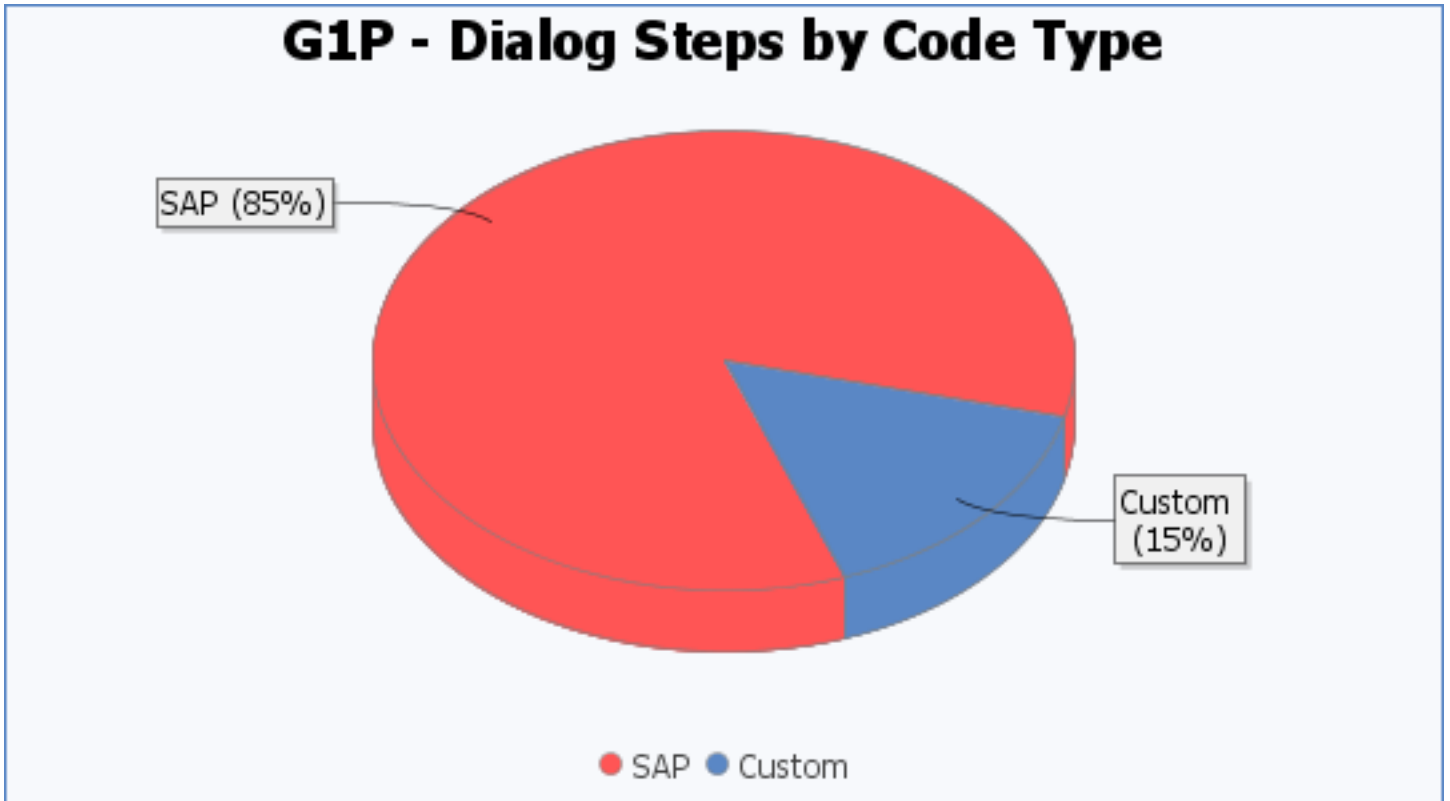 G1P - Dialog Steps by Code Type
SAP (85%)
Custom
(15%)
SAP Custom